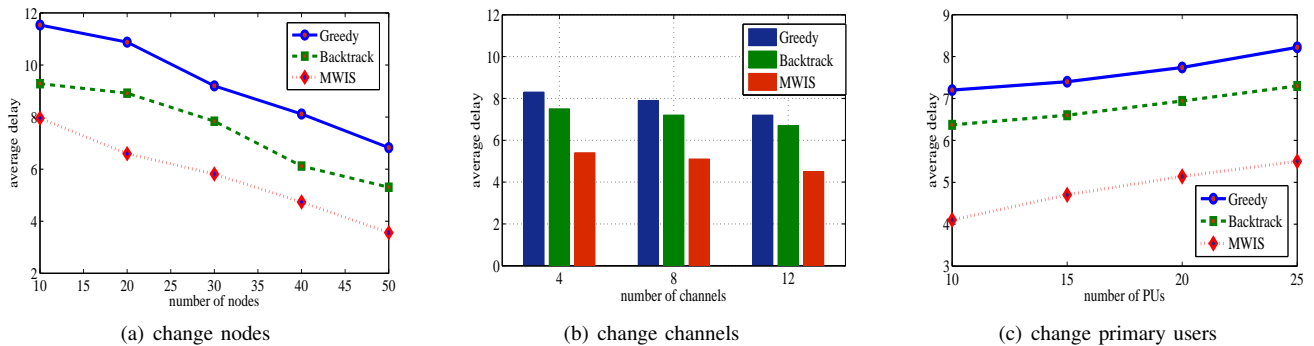 12
10
8
6
4
2
average delay
10 15 20 25 30 35 40 45 50
number of nodes
Greedy
Backtrack
MWIS
(a) change nodes
12
10
8
6
4
2
0
average delay
4 8 12
number of channels
Greedy
Backtrack
MWIS
(b) change channels
9
8
7
6
5
4
3
average delay
10 15 20 25
number of PUs
Greedy
Backtrack
MWIS
(c) change primary users